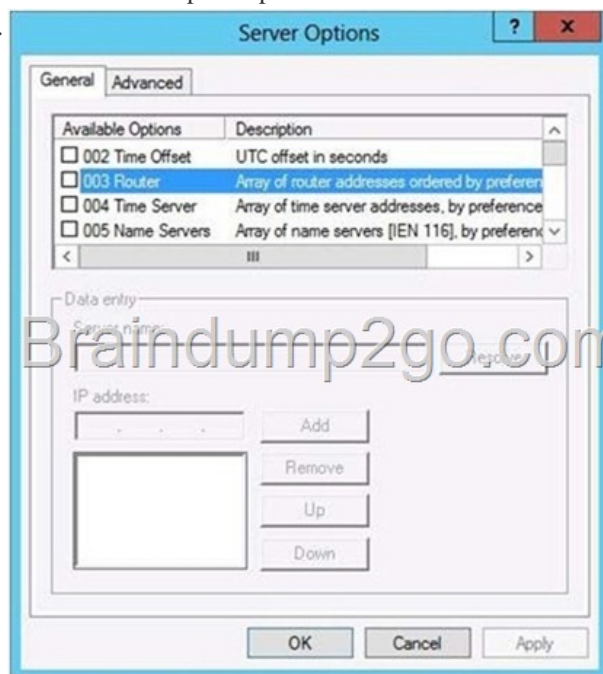 Server Options
?
x
General
Advanced
Available Options
Description
002 Time Offset
UTC offset in seconds
003 Router
Array of router addresses ordered by preferen
004 Time Server
Array of time server addresses, by preference
005 Name Servers
Array of name servers [IEN 116], by preferenc
Data entry
Server name:
Resolve
Braindump2go.com
IP address:
Add
Remove
Up
Down
OK
Cancel
Apply